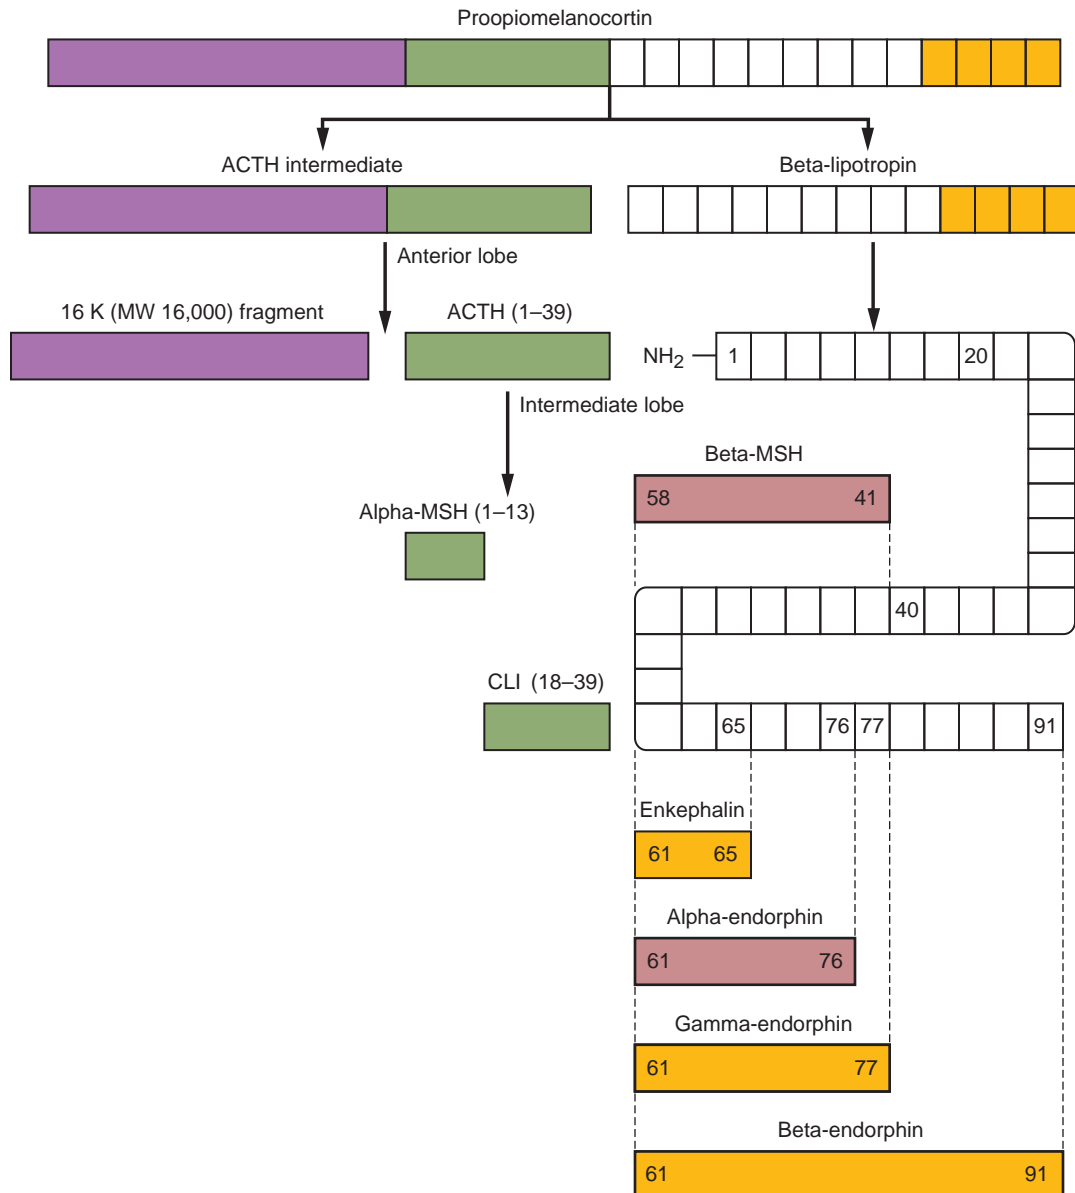 Proopiomelanocortin
ACTH intermediate
Beta-lipotropin
Anterior lobe
16 K (MW 16,000) fragment
ACTH (1–39)
NH2
1
20
Intermediate lobe
Beta-MSH
58
41
Alpha-MSH (1–13)
40
CLI (18–39)
65
76
77
91
Enkephalin
61
65
Alpha-endorphin
61
76
Gamma-endorphin
61
77
Beta-endorphin
61
91